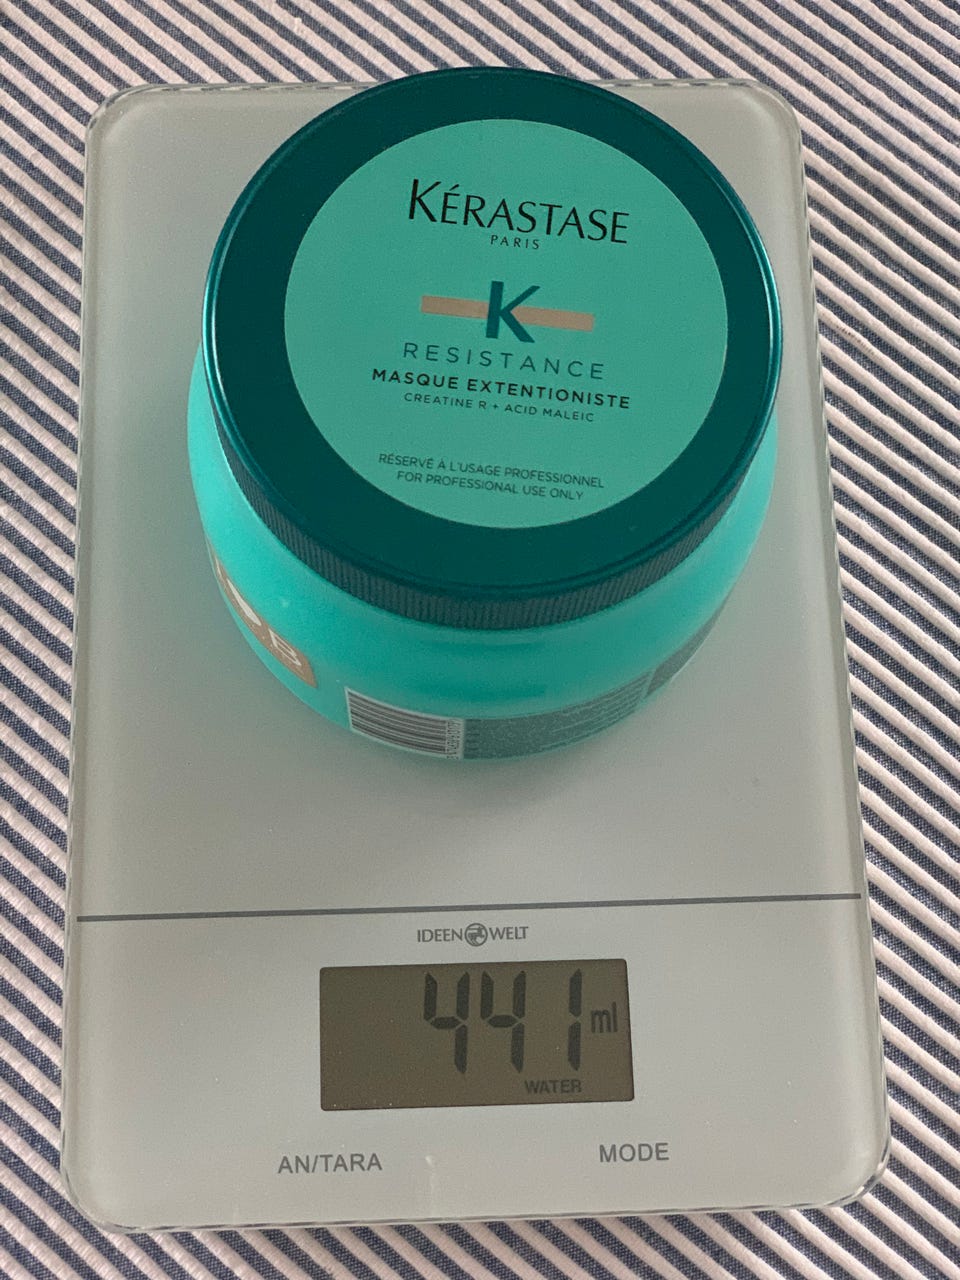 KÉRASTASE
PARIS
K
RESISTANCE
MASQUE EXTENTIONISTE
CREATINE R + ACID MALEIC
RÉSERVÉ À L'USAGE PROFESSIONNEL
FOR PROFESSIONAL USE ONLY
IDEEN WELT
441 ml
WATER
AN/TARA
MODE